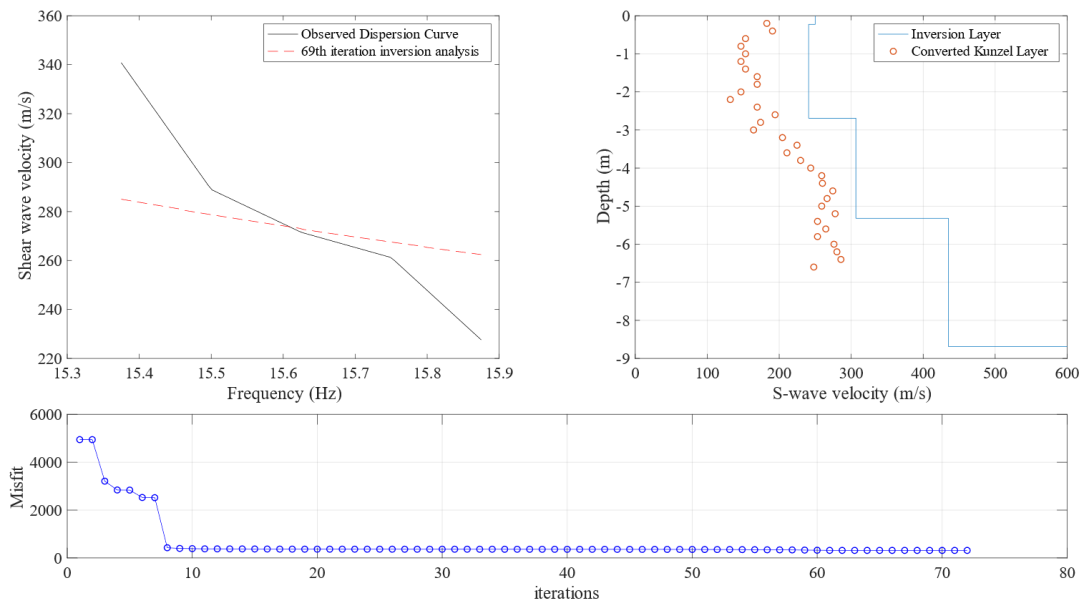 360
340
320
300
280
260
240
220
Shear wave velocity (m/s)
Observed Dispersion Curve
69th iteration inversion analysis
15.3 15.4 15.5 15.6 15.7 15.8 15.9
Frequency (Hz)
0
-1
-2
-3
-4
-5
-6
-7
-8
-9
Depth (m)
Inversion Layer
Converted Kunzel Layer
0 100 200 300 400 500 600
S-wave velocity (m/s)
6000
4000
2000
0
Misfit
0 10 20 30 40 50 60 70 80
iterations